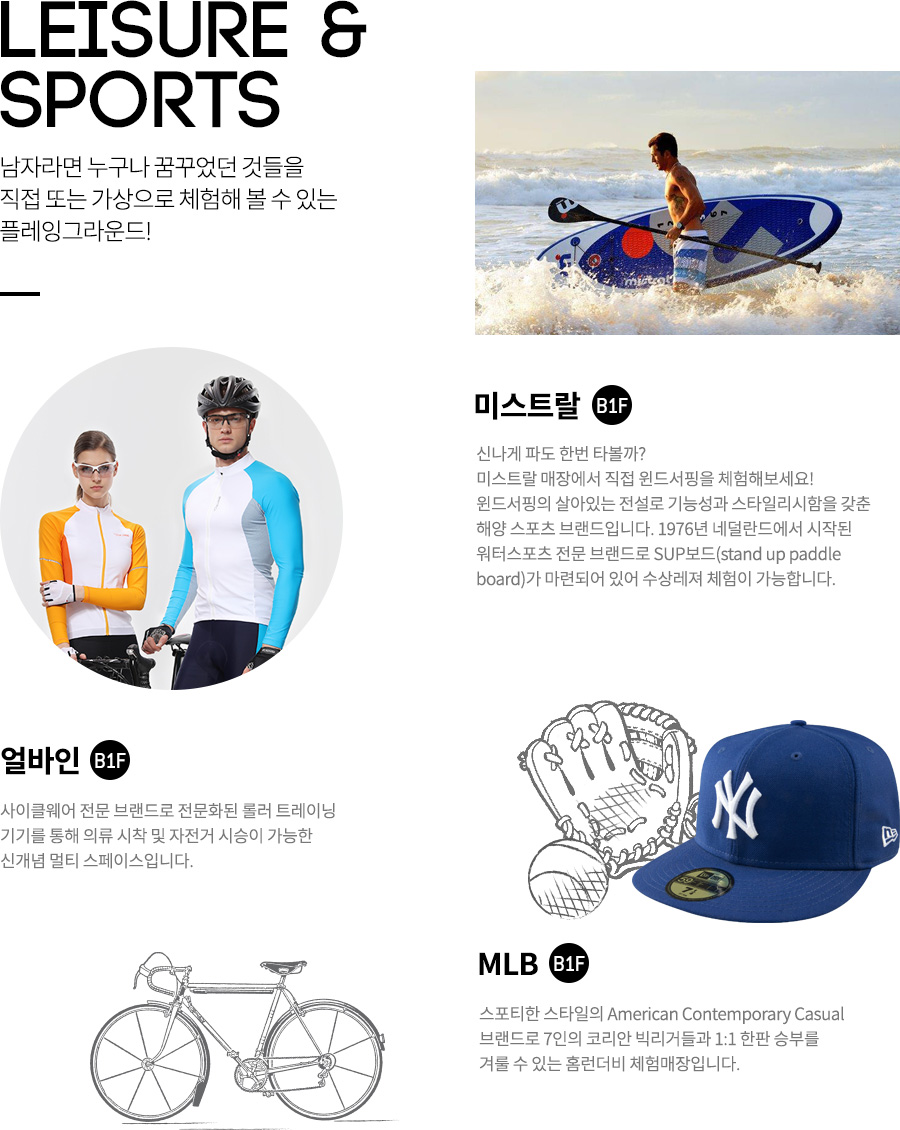 LEISURE &
SPORTS
남자라면 누구나 꿈꾸었던 것들을
직접 또는 가상으로 체험해 볼 수 있는
플레잉그라운드!
mistral
미스트랄 B1F
신나게 파도 한번 타볼까?
미스트랄 매장에서 직접 윈드서핑을 체험해보세요!
윈드서핑의 살아있는 전설로 기능성과 스타일리시함을 갖춘
해양 스포츠 브랜드입니다. 1976년 네덜란드에서 시작된
워터스포츠 전문 브랜드로 SUP보드(stand up paddle
board)가 마련되어 있어 수상레져 체험이 가능합니다.
얼바인 B1F
사이클웨어 전문 브랜드로 전문화된 롤러 트레이닝
기기를 통해 의류 시착 및 자전거 시승이 가능한
신개념 멀티 스페이스입니다.
NY
MLB B1F
스포티한 스타일의 American Contemporary Casual
브랜드로 7인의 코리안 빅리거들과 1:1 한판 승부를
겨룰 수 있는 홈런더비 체험매장입니다.